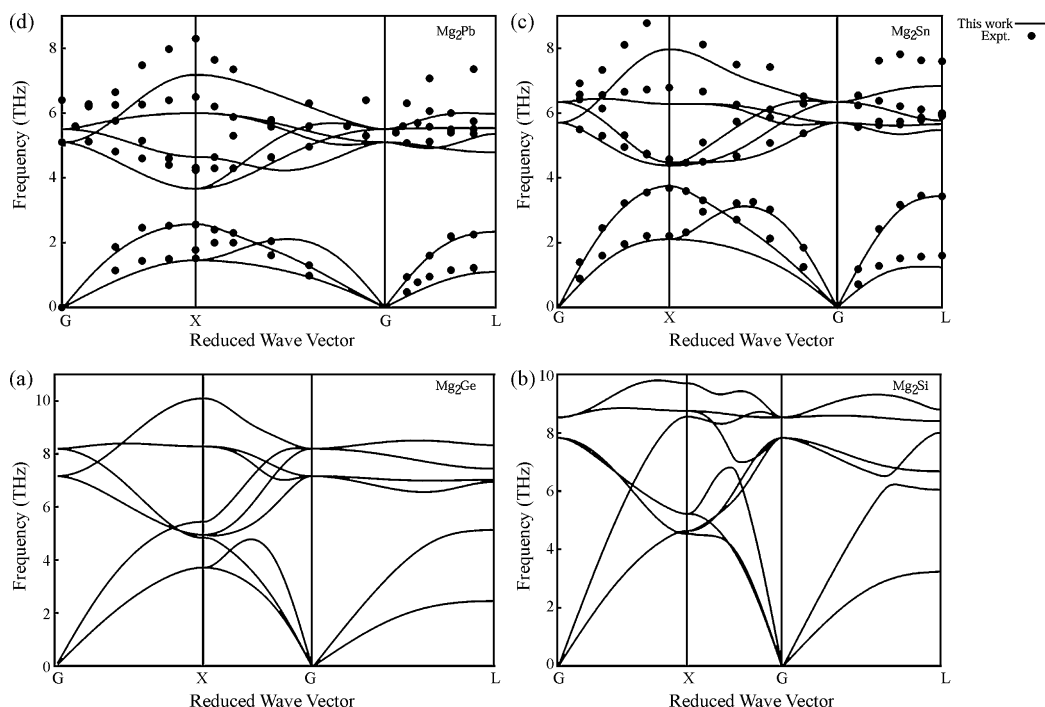 (d)
Mg₂Pb
8
6
4
2
0
Frequency (THz)
G X G L
Reduced Wave Vector
(c)
Mg₂Sn
8
6
4
2
0
Frequency (THz)
G X G L
Reduced Wave Vector
This work
Expt.
(a)
Mg₂Ge
10
8
6
4
2
0
Frequency (THz)
G X G L
Reduced Wave Vector
(b)
Mg₂Si
10
8
6
4
2
0
Frequency (THz)
G X G L
Reduced Wave Vector